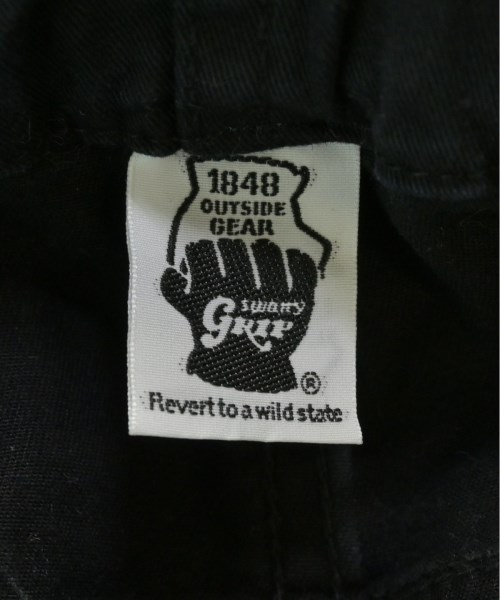 1848
OUTSIDE
GEAR
swany
GRIP
®
Revert to a wild state